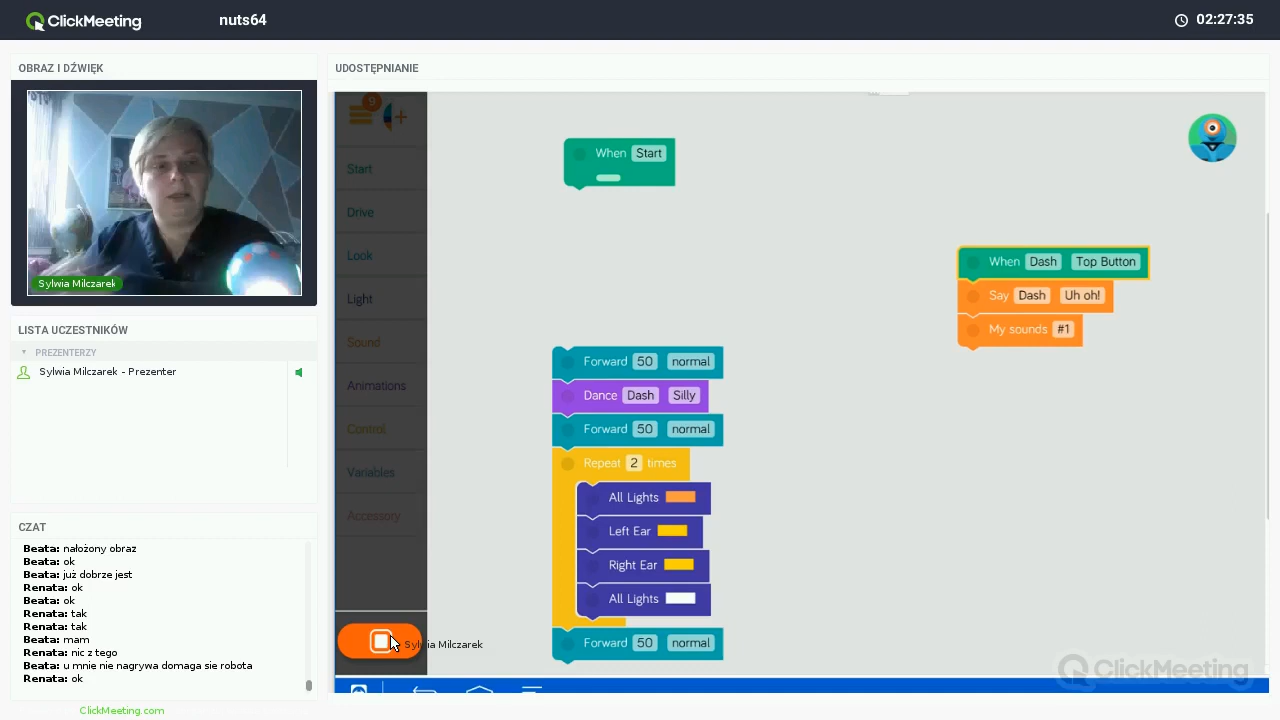 ClickMeeting
nuts64
02:27:35
OBRAZ I DŹWIĘK
Sylwia Milczarek
LISTA UCZESTNIKÓW
PREZENTERZY
Sylwia Milczarek - Prezenter
CZAT
Beata: nałożony obraz
Beata: ok
Beata: już dobrze jest
Renata: ok
Beata: ok
Renata: tak
Renata: tak
Beata: mam
Renata: nic z tego
Beata: u mnie nie nagrywa domaga sie robota
Renata: ok
ClickMeeting.com
UDOSTĘPNIANIE
9
Start
Drive
Look
Light
Sound
Animations
Control
Variables
Accessory
Sylwia Milczarek
When Start
Forward 50 normal
Dance Dash Silly
Forward 50 normal
Repeat 2 times
All Lights
Left Ear
Right Ear
All Lights
Forward 50 normal
When Dash Top Button
Say Dash Uh oh!
My sounds #1
ClickMeeting